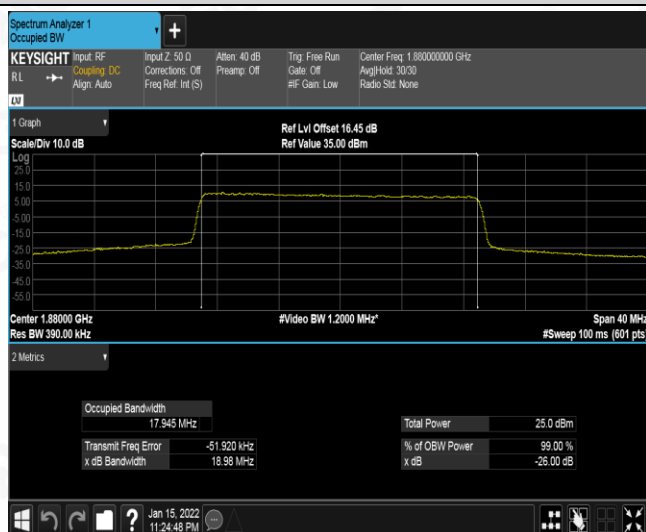 Spectrum Analyzer 1
Occupied BW
▼
+
KEYSIGHT
RL
LXI
Input: RF
Coupling: DC
Align: Auto
Input Z: 50 Ω
Corrections: Off
Freq Ref: Int (S)
Atten: 40 dB
Preamp: Off
Trig: Free Run
Gate: Off
#IF Gain: Low
Center Freq: 1.880000000 GHz
Avg|Hold: 30/30
Radio Std: None
1 Graph
Scale/Div 10.0 dB
Ref Lvl Offset 16.45 dB
Ref Value 35.00 dBm
Log
25.0
15.0
5.00
-5.00
-15.0
-25.0
-35.0
-45.0
-55.0
Center 1.88000 GHz
Res BW 390.00 kHz
#Video BW 1.2000 MHz*
Span 40 MHz
#Sweep 100 ms (601 pts)
2 Metrics
Occupied Bandwidth
17.945 MHz
Transmit Freq Error -51.920 kHz
x dB Bandwidth 18.98 MHz
Total Power 25.0 dBm
% of OBW Power 99.00 %
x dB -26.00 dB
?
Jan 15, 2022
11:24:48 PM